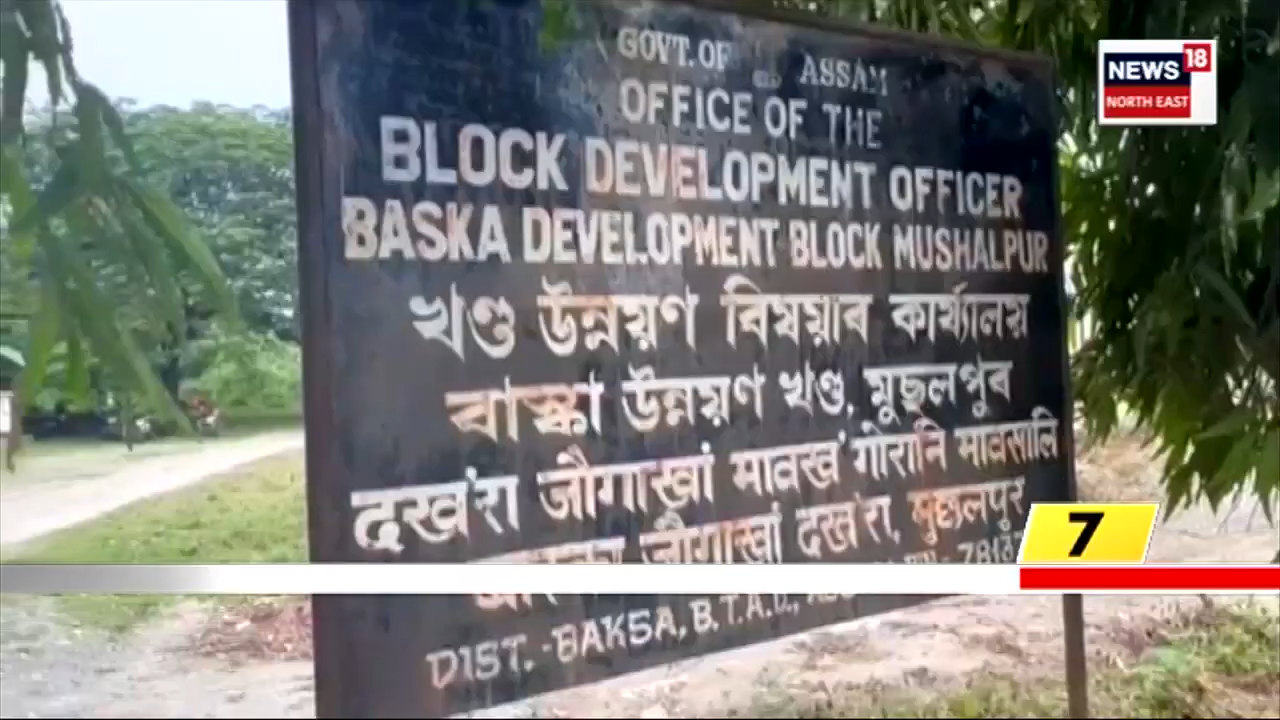 GOVT. OF ASSAM
OFFICE OF THE
BLOCK DEVELOPMENT OFFICER
BASKA DEVELOPMENT BLOCK MUSHALPUR
খণ্ড উন্নয়ণ বিষয়াৰ কাৰ্য্যালয়
বাস্কা উন্নয়ণ খণ্ড, মুছলপুৰ
दख'रा जौगाखां मावख' गोरानि मावसालि
जौगाखां दख'रा, मुछलपुर
DIST. -BAKSA, B.T.A.D.,
NEWS 18
NORTH EAST
7